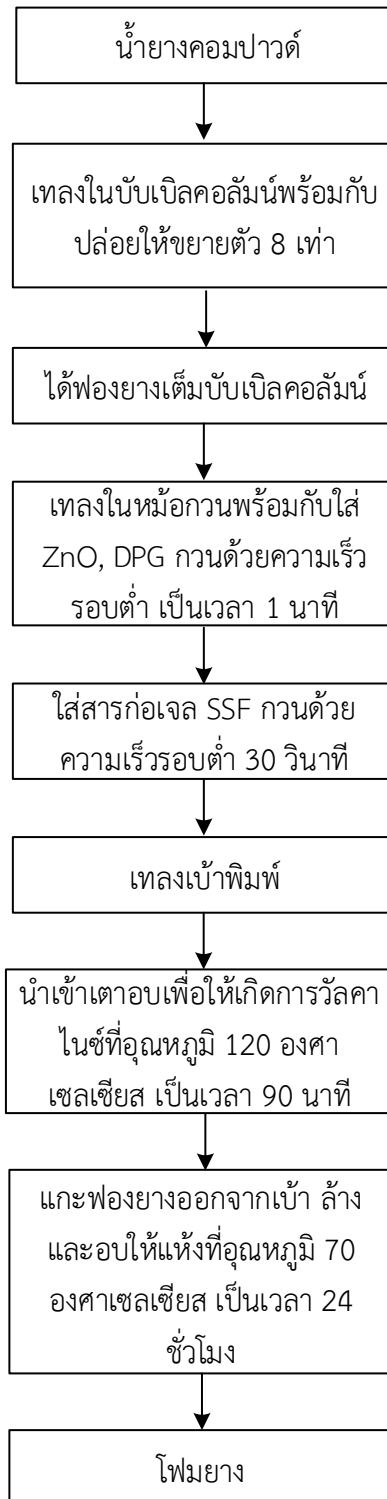 น้ำยางคอมปาวด์
เทลงในบับเบิลคอลัมน์พร้อมกับ
ปล่อยให้ขยายตัว 8 เท่า
ได้ฟองยางเต็มบับเบิลคอลัมน์
เทลงในหม้อกวนพร้อมกับใส่
ZnO, DPG กวนด้วยความเร็ว
รอบต่ำ เป็นเวลา 1 นาที
ใส่สารก่อเจล SSF กวนด้วย
ความเร็วรอบต่ำ 30 วินาที
เทลงเบ้าพิมพ์
นำเข้าเตาอบเพื่อให้เกิดการวัลคา
ไนซ์ที่อุณหภูมิ 120 องศา
เซลเซียส เป็นเวลา 90 นาที
แกะฟองยางออกจากเบ้า ล้าง
และอบให้แห้งที่อุณหภูมิ 70
องศาเซลเซียส เป็นเวลา 24
ชั่วโมง
โฟมยาง